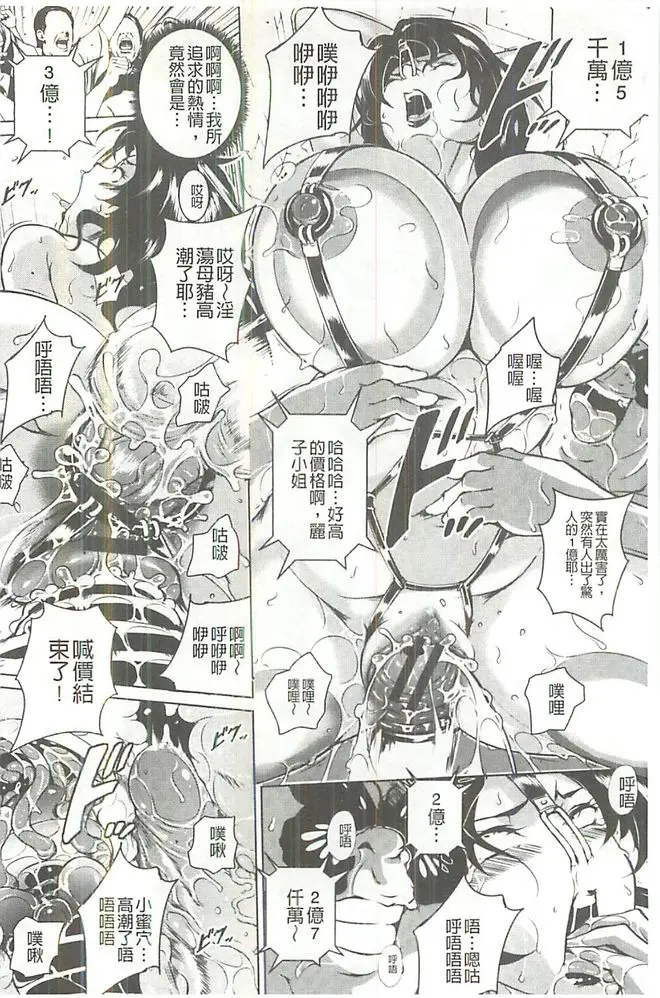 1億5
千萬…
噗咿咿咿
咿咿…
喔…
喔喔
實在太厲害了，
突然有人出了驚
人的1億耶…
哈哈哈…好高
的價格啊，麗
子小姐
噗哩
噗哩～
噗哩～
呼唔
唔…嗯咕
呼唔唔唔
2億…
呼唔
2億7
仟萬～
呼唔
啊啊啊…我所
追求的熱情，
竟然會是…
3億…！
哎呀
哎呀～淫
蕩母豬高
潮了耶…
ビブッ…
呼唔唔…
咕啵
咕啵
咕啵
啊啊～
呼咿咿
咿咿
喊價結
束了！
ビブッ…
噗啾
小蜜穴…
高潮了唔
唔唔唔
噗啾